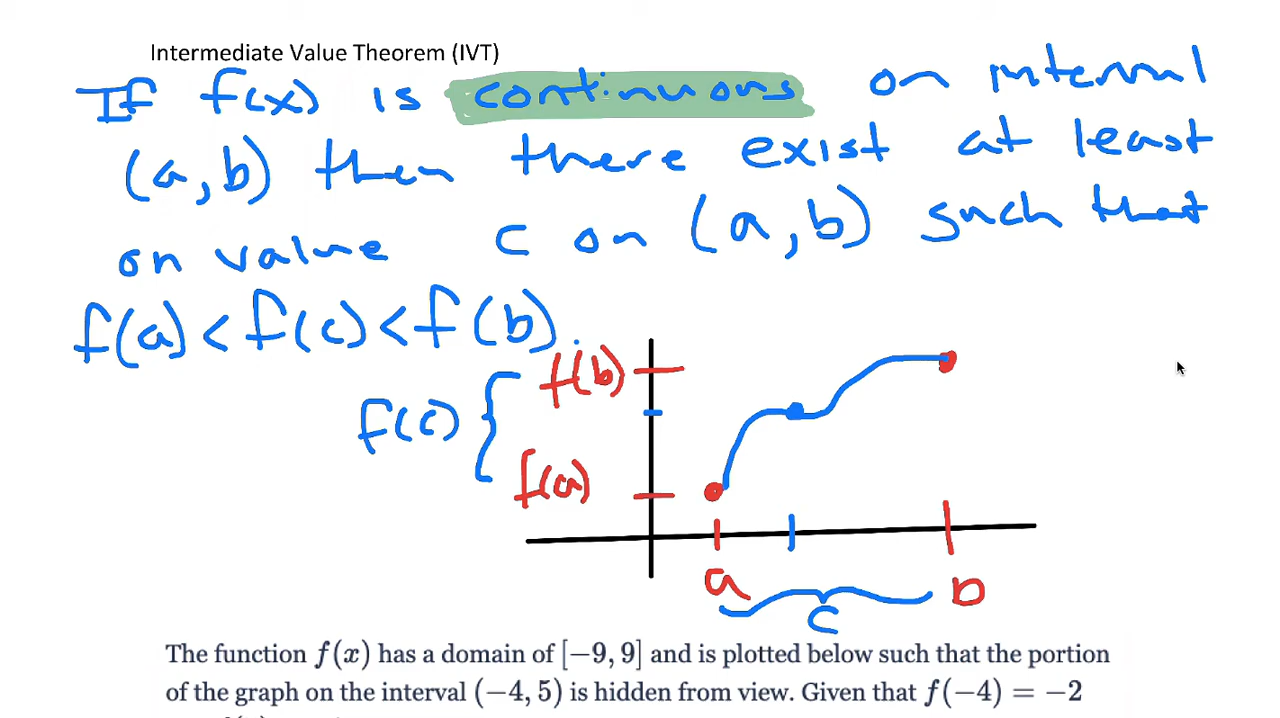 Intermediate Value Theorem (IVT)
If f(x) is continuous on interval
(a,b) then there exist at least
on value c on (a,b) such that
f(a) < f(c) < f(b).
f(b)
f(c) {
f(a)
a b
c
The function f(x) has a domain of [−9, 9] and is plotted below such that the portion
of the graph on the interval (−4, 5) is hidden from view. Given that f(−4) = −2